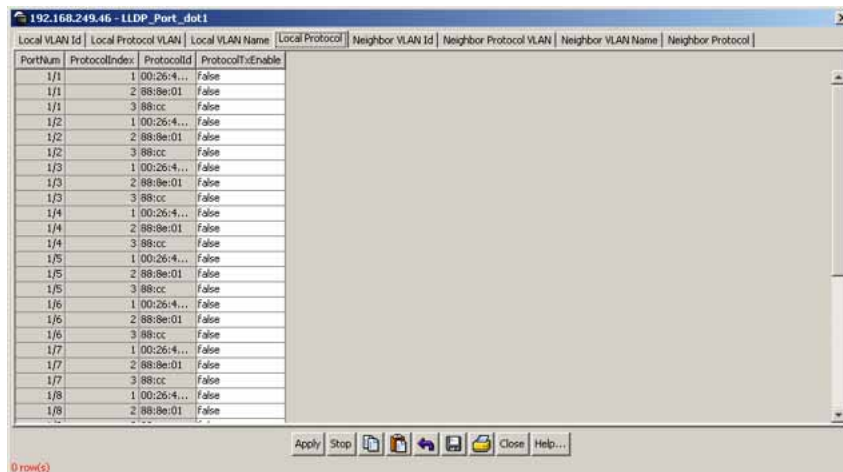 192.168.249.46 - LLDP_Port_dot1
Local VLAN Id Local Protocol VLAN Local VLAN Name Local Protocol Neighbor VLAN Id Neighbor Protocol VLAN Neighbor VLAN Name Neighbor Protocol
PortNum ProtocolIndex ProtocolId ProtocolTxEnable
1/1 1 00:26:4... false
1/1 2 88:8e:01 false
1/1 3 88:cc false
1/2 1 00:26:4... false
1/2 2 88:8e:01 false
1/2 3 88:cc false
1/3 1 00:26:4... false
1/3 2 88:8e:01 false
1/3 3 88:cc false
1/4 1 00:26:4... false
1/4 2 88:8e:01 false
1/4 3 88:cc false
1/5 1 00:26:4... false
1/5 2 88:8e:01 false
1/5 3 88:cc false
1/6 1 00:26:4... false
1/6 2 88:8e:01 false
1/6 3 88:cc false
1/7 1 00:26:4... false
1/7 2 88:8e:01 false
1/7 3 88:cc false
1/8 1 00:26:4... false
1/8 2 88:8e:01 false
Apply Stop Close Help...
0 row(s)